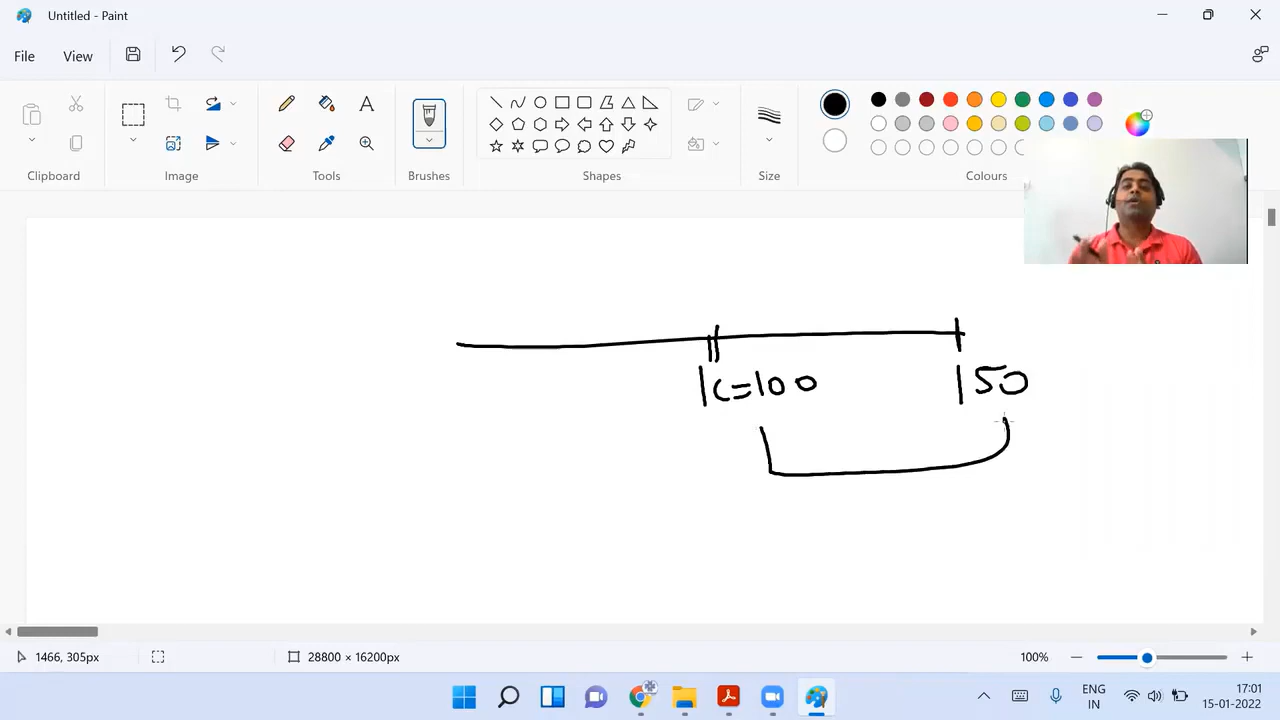 Untitled - Paint
File View
Clipboard Image Tools Brushes Shapes Size Colours
K=100 150
1466, 305px 28800 × 16200px 100%
ENG 17:01
IN 15-01-2022